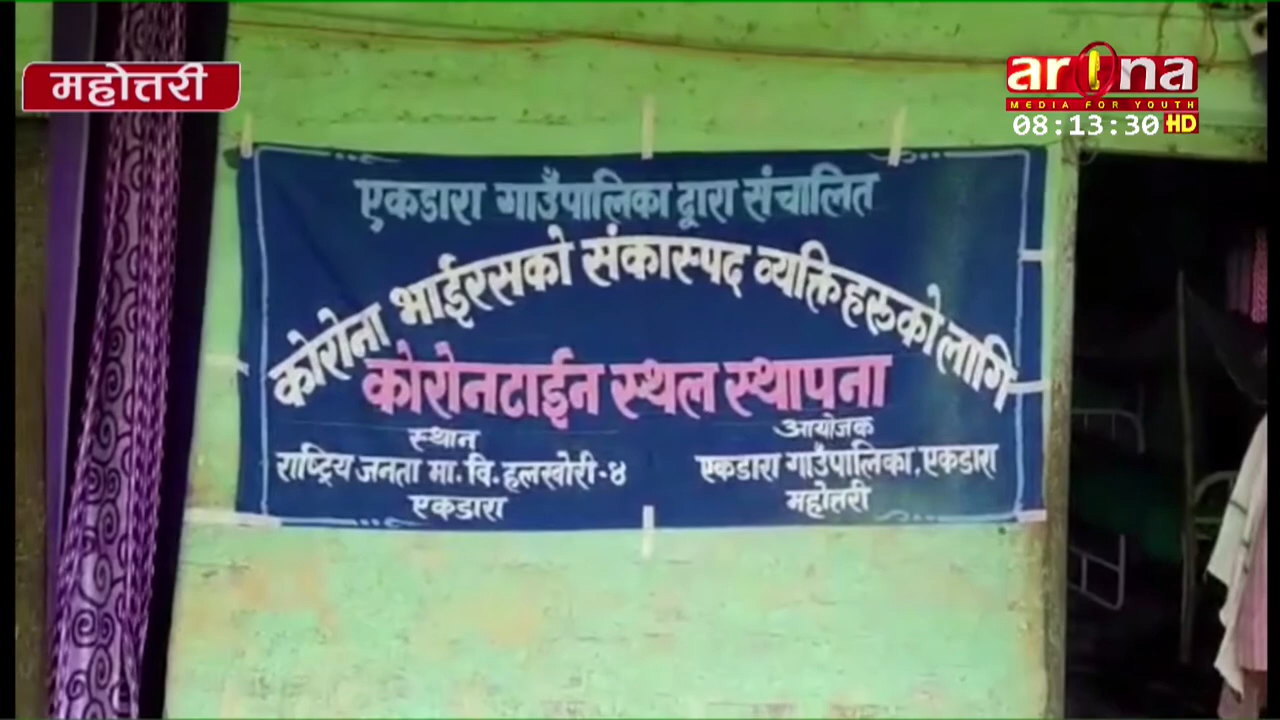 महोत्तरी
arena
MEDIA FOR YOUTH
08:13:30 HD
एकडारा गाउँपालिका द्वारा संचालित
कोरोना भाईरसको संकास्पद व्यक्तिहरूको लागि
कोरोनटाईन स्थल स्थापना
स्थान
राष्ट्रिय जनता मा. वि. हलखोरी-४
एकडारा
आयोजक
एकडारा गाउँपालिका, एकडारा
महोतरी